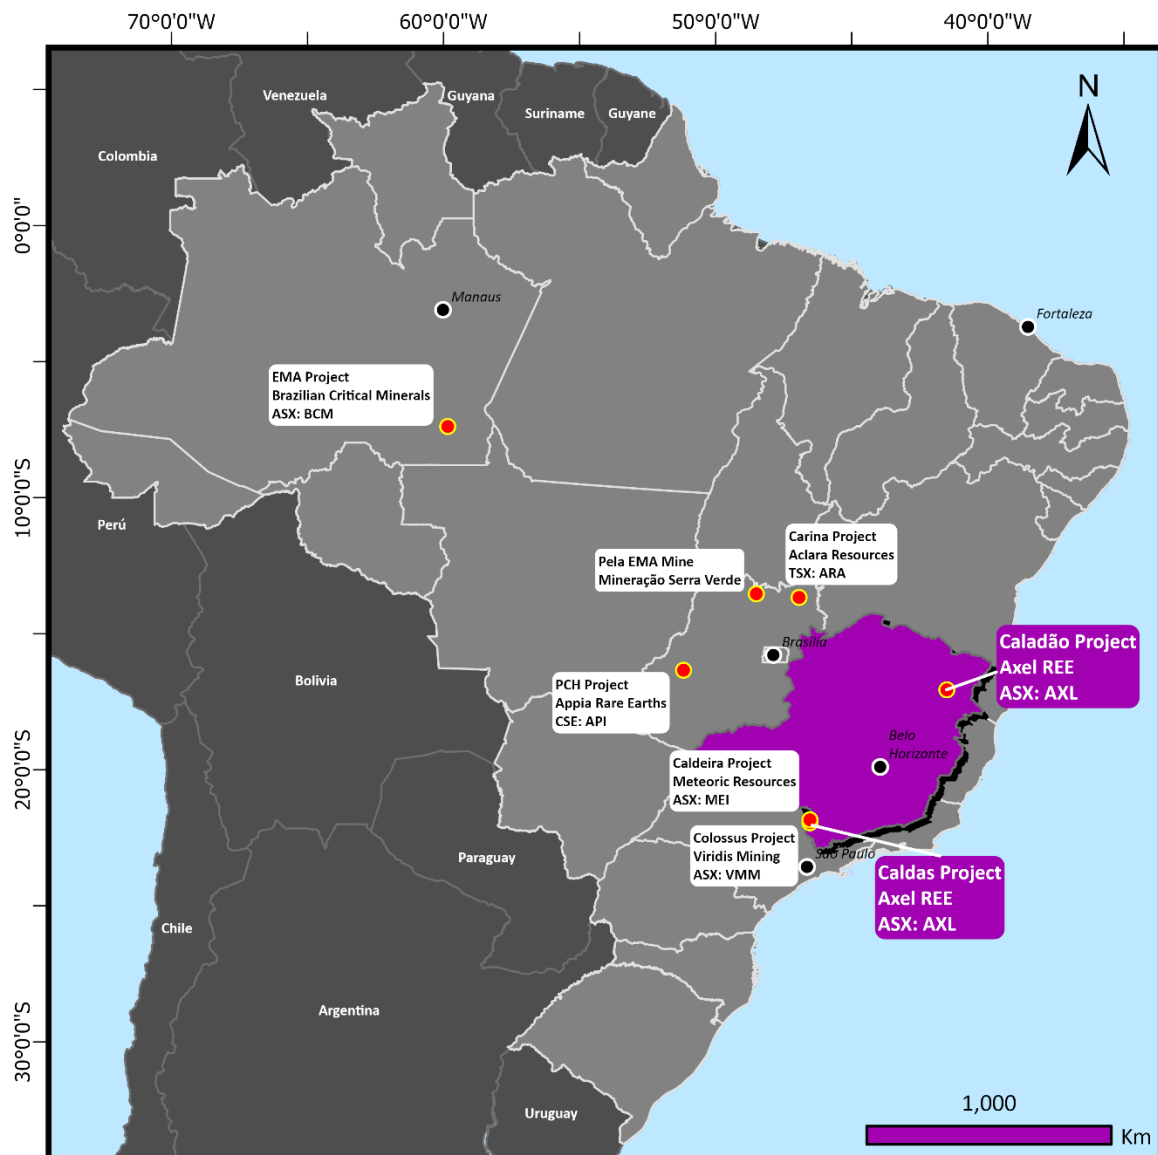 70°0'0"W
60°0'0"W
50°0'0"W
40°0'0"W
N
Venezuela
Guyana
Suriname
Guyane
Colombia
0°0'0"
Manaus
Fortaleza
EMA Project
Brazilian Critical Minerals
ASX: BCM
10°0'0"S
Perú
Carina Project
Aclara Resources
TSX: ARA
Pela EMA Mine
Mineração Serra Verde
Brasília
Caladão Project
Axel REE
ASX: AXL
Bolivia
PCH Project
Appia Rare Earths
CSE: API
Belo
Horizonte
20°0'0"S
Caldeira Project
Meteoric Resources
ASX: MEI
Colossus Project
Viridis Mining
ASX: VMM
São Paulo
Paraguay
Caldas Project
Axel REE
ASX: AXL
Chile
Argentina
30°0'0"S
Uruguay
1,000
Km